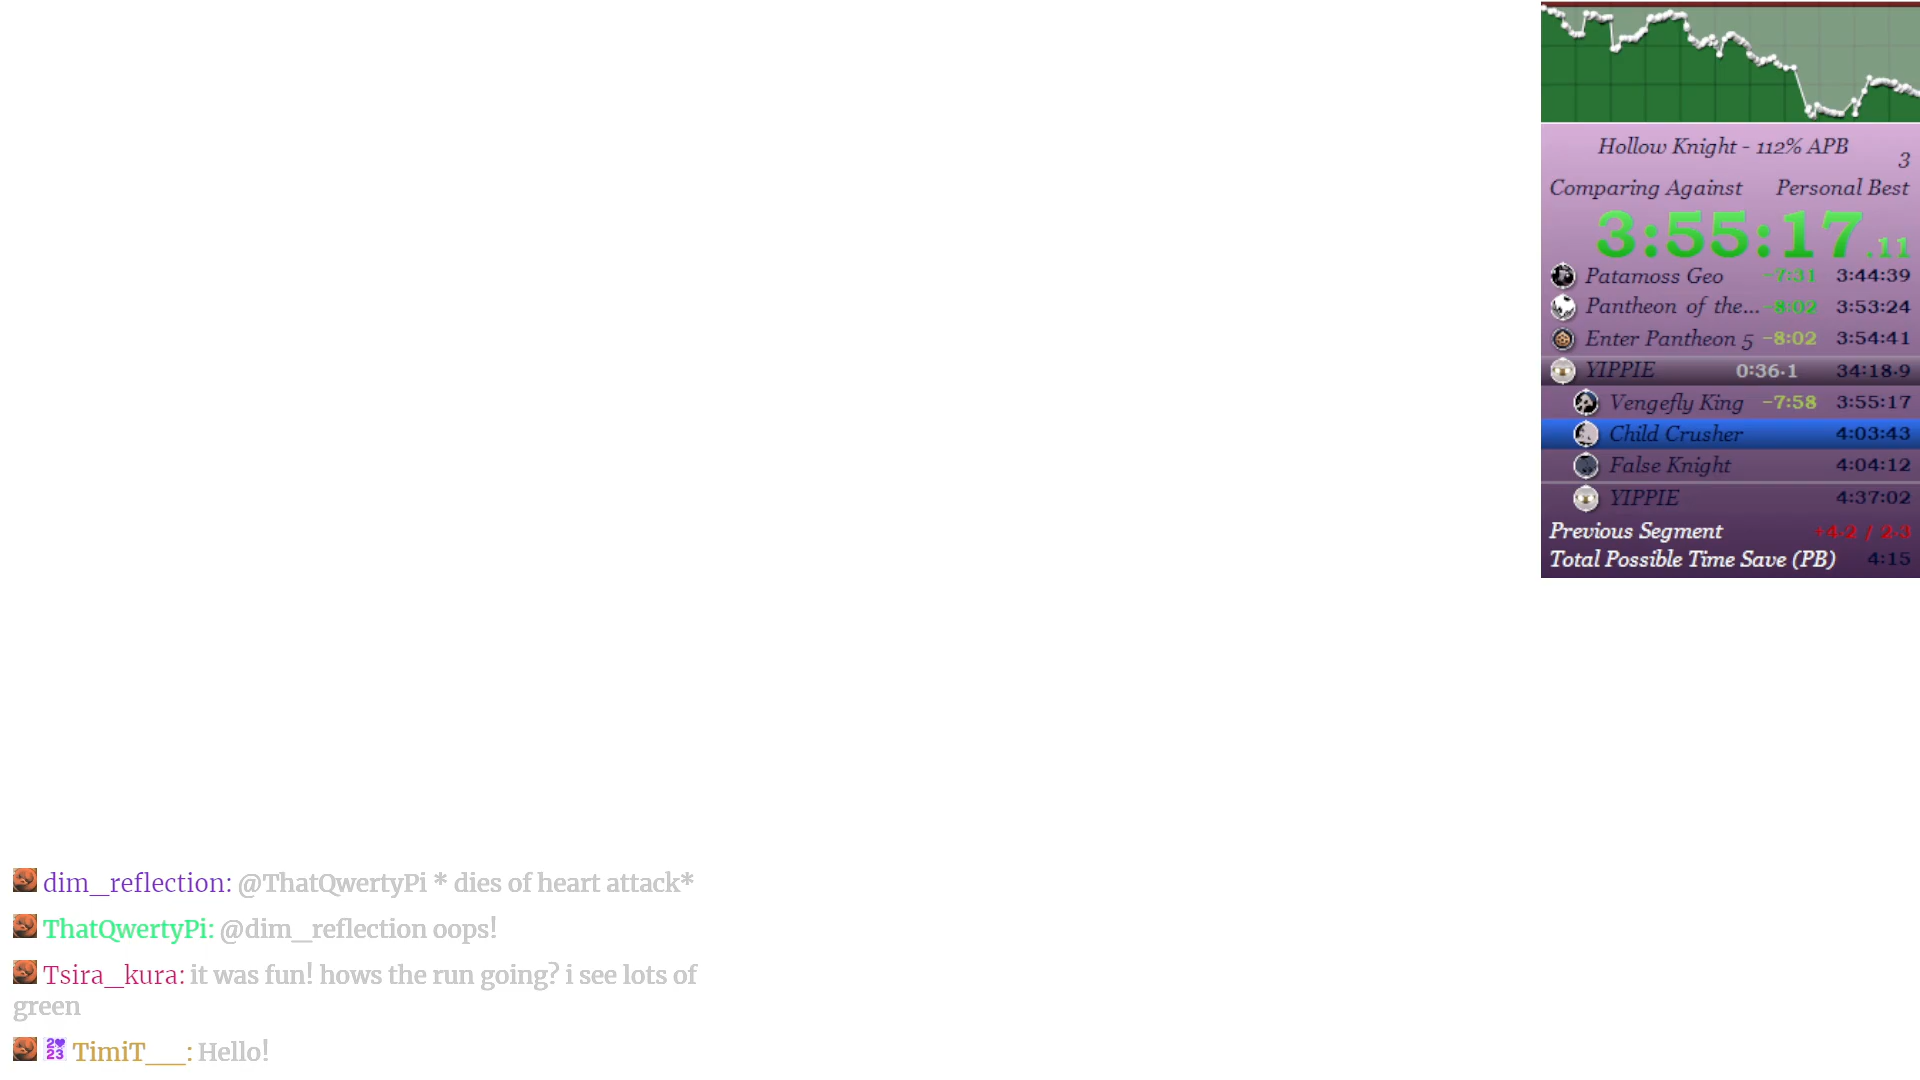 Hollow Knight - 112% APB
3
Comparing Against Personal Best
3:55:17.11
Patamoss Geo -7:31 3:44:39
Pantheon of the... -8:02 3:53:24
Enter Pantheon 5 -8:02 3:54:41
YIPPIE 0:36.1 34:18.9
Vengefly King -7:58 3:55:17
Child Crusher 4:03:43
False Knight 4:04:12
YIPPIE 4:37:02
Previous Segment +4.2 / 2.3
Total Possible Time Save (PB) 4:15
dim_reflection: @ThatQwertyPi * dies of heart attack*
ThatQwertyPi: @dim_reflection oops!
Tsira_kura: it was fun! hows the run going? i see lots of
green
2023 TimiT__: Hello!